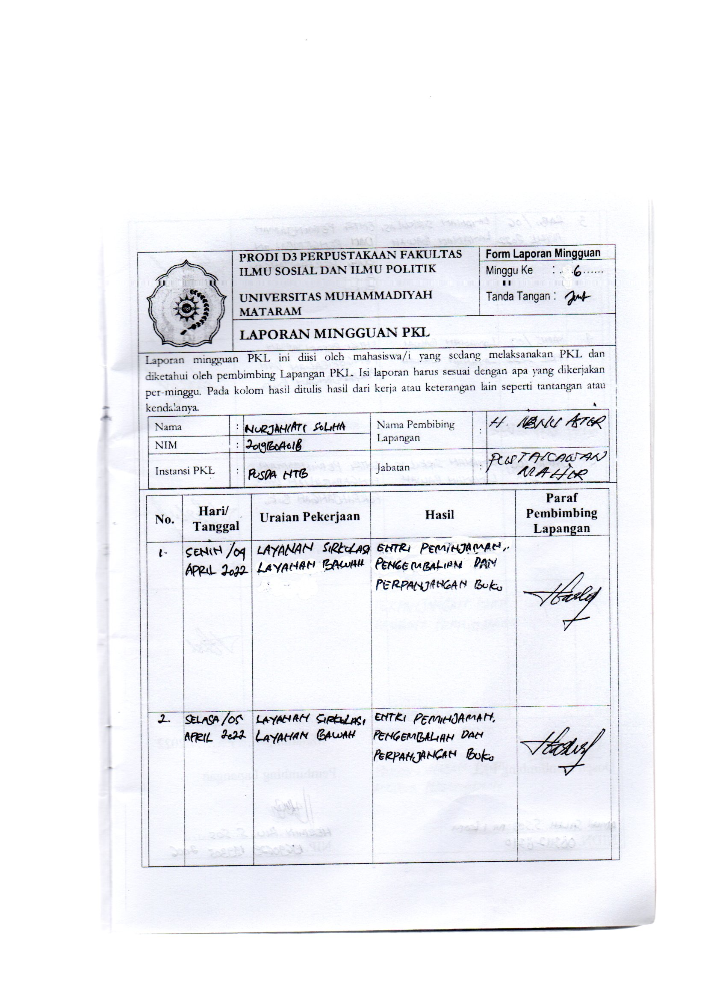 PRODI D3 PERPUSTAKAAN FAKULTAS
ILMU SOSIAL DAN ILMU POLITIK
UNIVERSITAS MUHAMMADIYAH
MATARAM
Form Laporan Mingguan
Minggu Ke : 6
Tanda Tangan :
LAPORAN MINGGUAN PKL
Laporan mingguan PKL ini diisi oleh mahasiswa/i yang sedang melaksanakan PKL dan
diketahui oleh pembimbing Lapangan PKL. Isi laporan harus sesuai dengan apa yang dikerjakan
per-minggu. Pada kolom hasil ditulis hasil dari kerja atau keterangan lain seperti tantangan atau
kendalanya.
Nama : NURJAHIATI SOLIHA
NIM :
Nama Pembibing
Lapangan : H.
Instansi PKL : PUSDA NTB
Jabatan : PUSTAKAWAN
MAHIR
No.
Hari/
Tanggal
Uraian Pekerjaan
Hasil
Paraf
Pembimbing
Lapangan
1. SENIN /04 LAYANAN SIRKULASI ENTRI PEMINJAMAN,
APRIL 2022 LAYANAN BAWAH PENGEMBALIAN DAN
PERPANJANGAN BUKU
2. SELASA /05 LAYANAN SIRKULASI ENTRI PEMINJAMAN,
APRIL 2022 LAYANAN BAWAH PENGEMBALIAN DAN
PERPANJANGAN BUKU